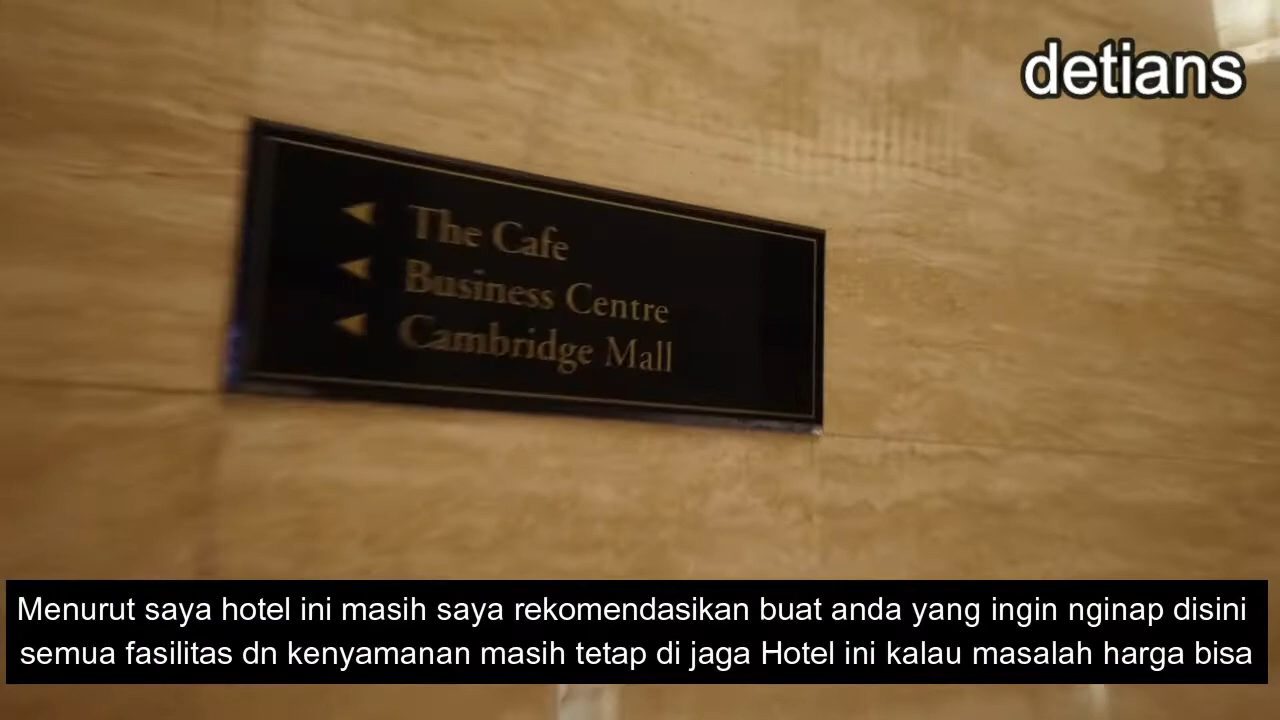 detians
The Cafe
Business Centre
Cambridge Mall
Menurut saya hotel ini masih saya rekomendasikan buat anda yang ingin nginap disini
semua fasilitas dn kenyamanan masih tetap di jaga Hotel ini kalau masalah harga bisa